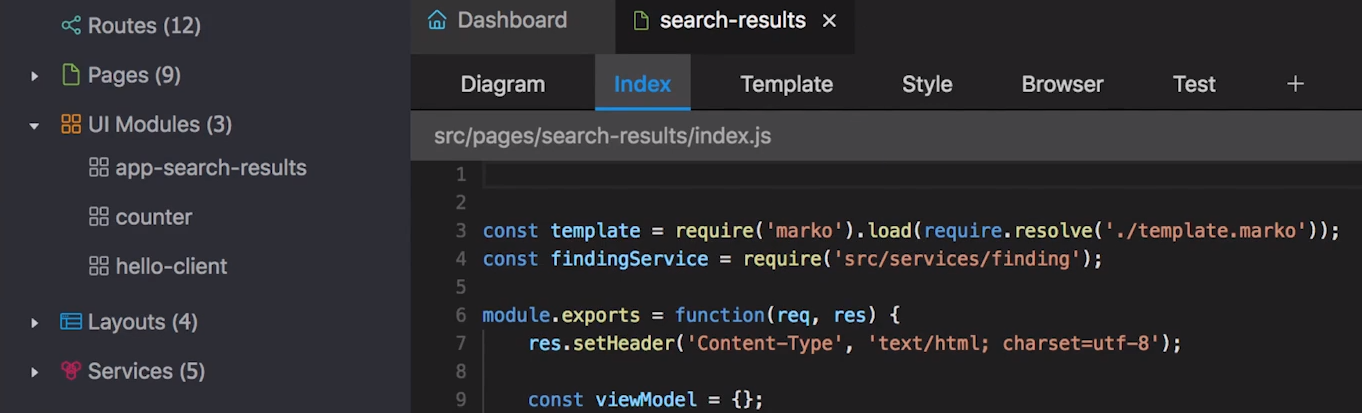 Routes (12)
Pages (9)
UI Modules (3)
app-search-results
counter
hello-client
Layouts (4)
Services (5)
Dashboard search-results ×
Diagram Index Template Style Browser Test +
src/pages/search-results/index.js
1
2
3 const template = require('marko').load(require.resolve('./template.marko'));
4 const findingService = require('src/services/finding');
5
6 module.exports = function(req, res) {
7 res.setHeader('Content-Type', 'text/html; charset=utf-8');
8
9 const viewModel = {};